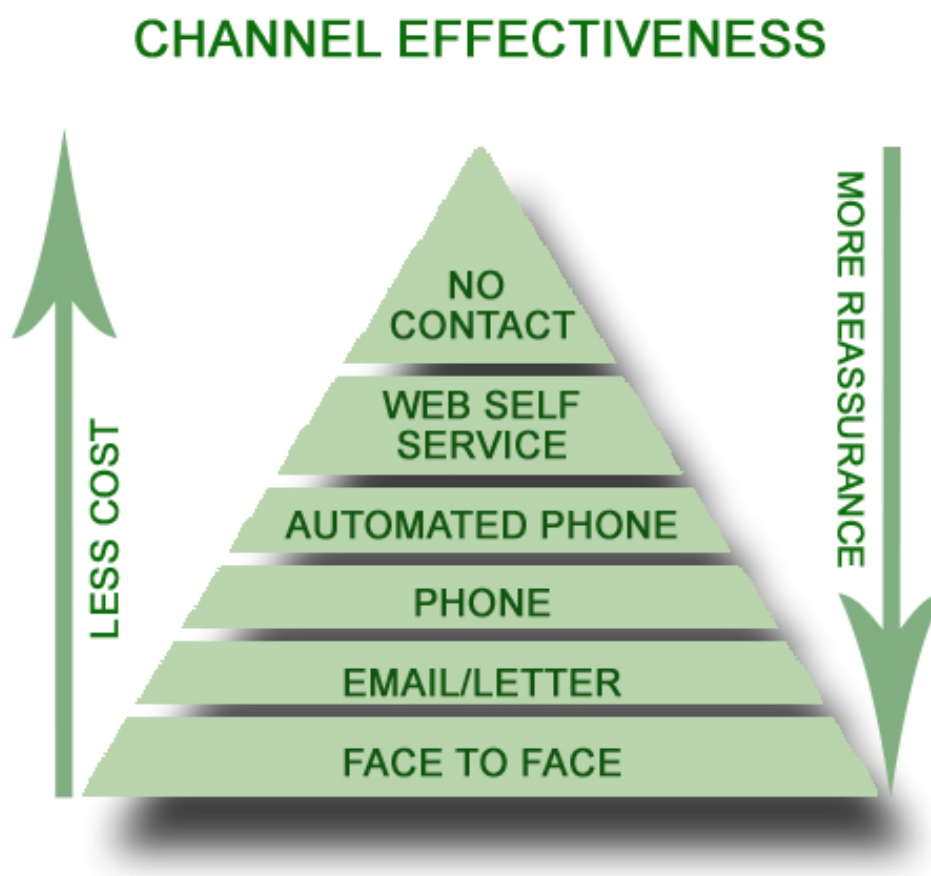 CHANNEL EFFECTIVENESS
LESS COST
MORE REASSURANCE
NO
CONTACT
WEB SELF
SERVICE
AUTOMATED PHONE
PHONE
EMAIL/LETTER
FACE TO FACE